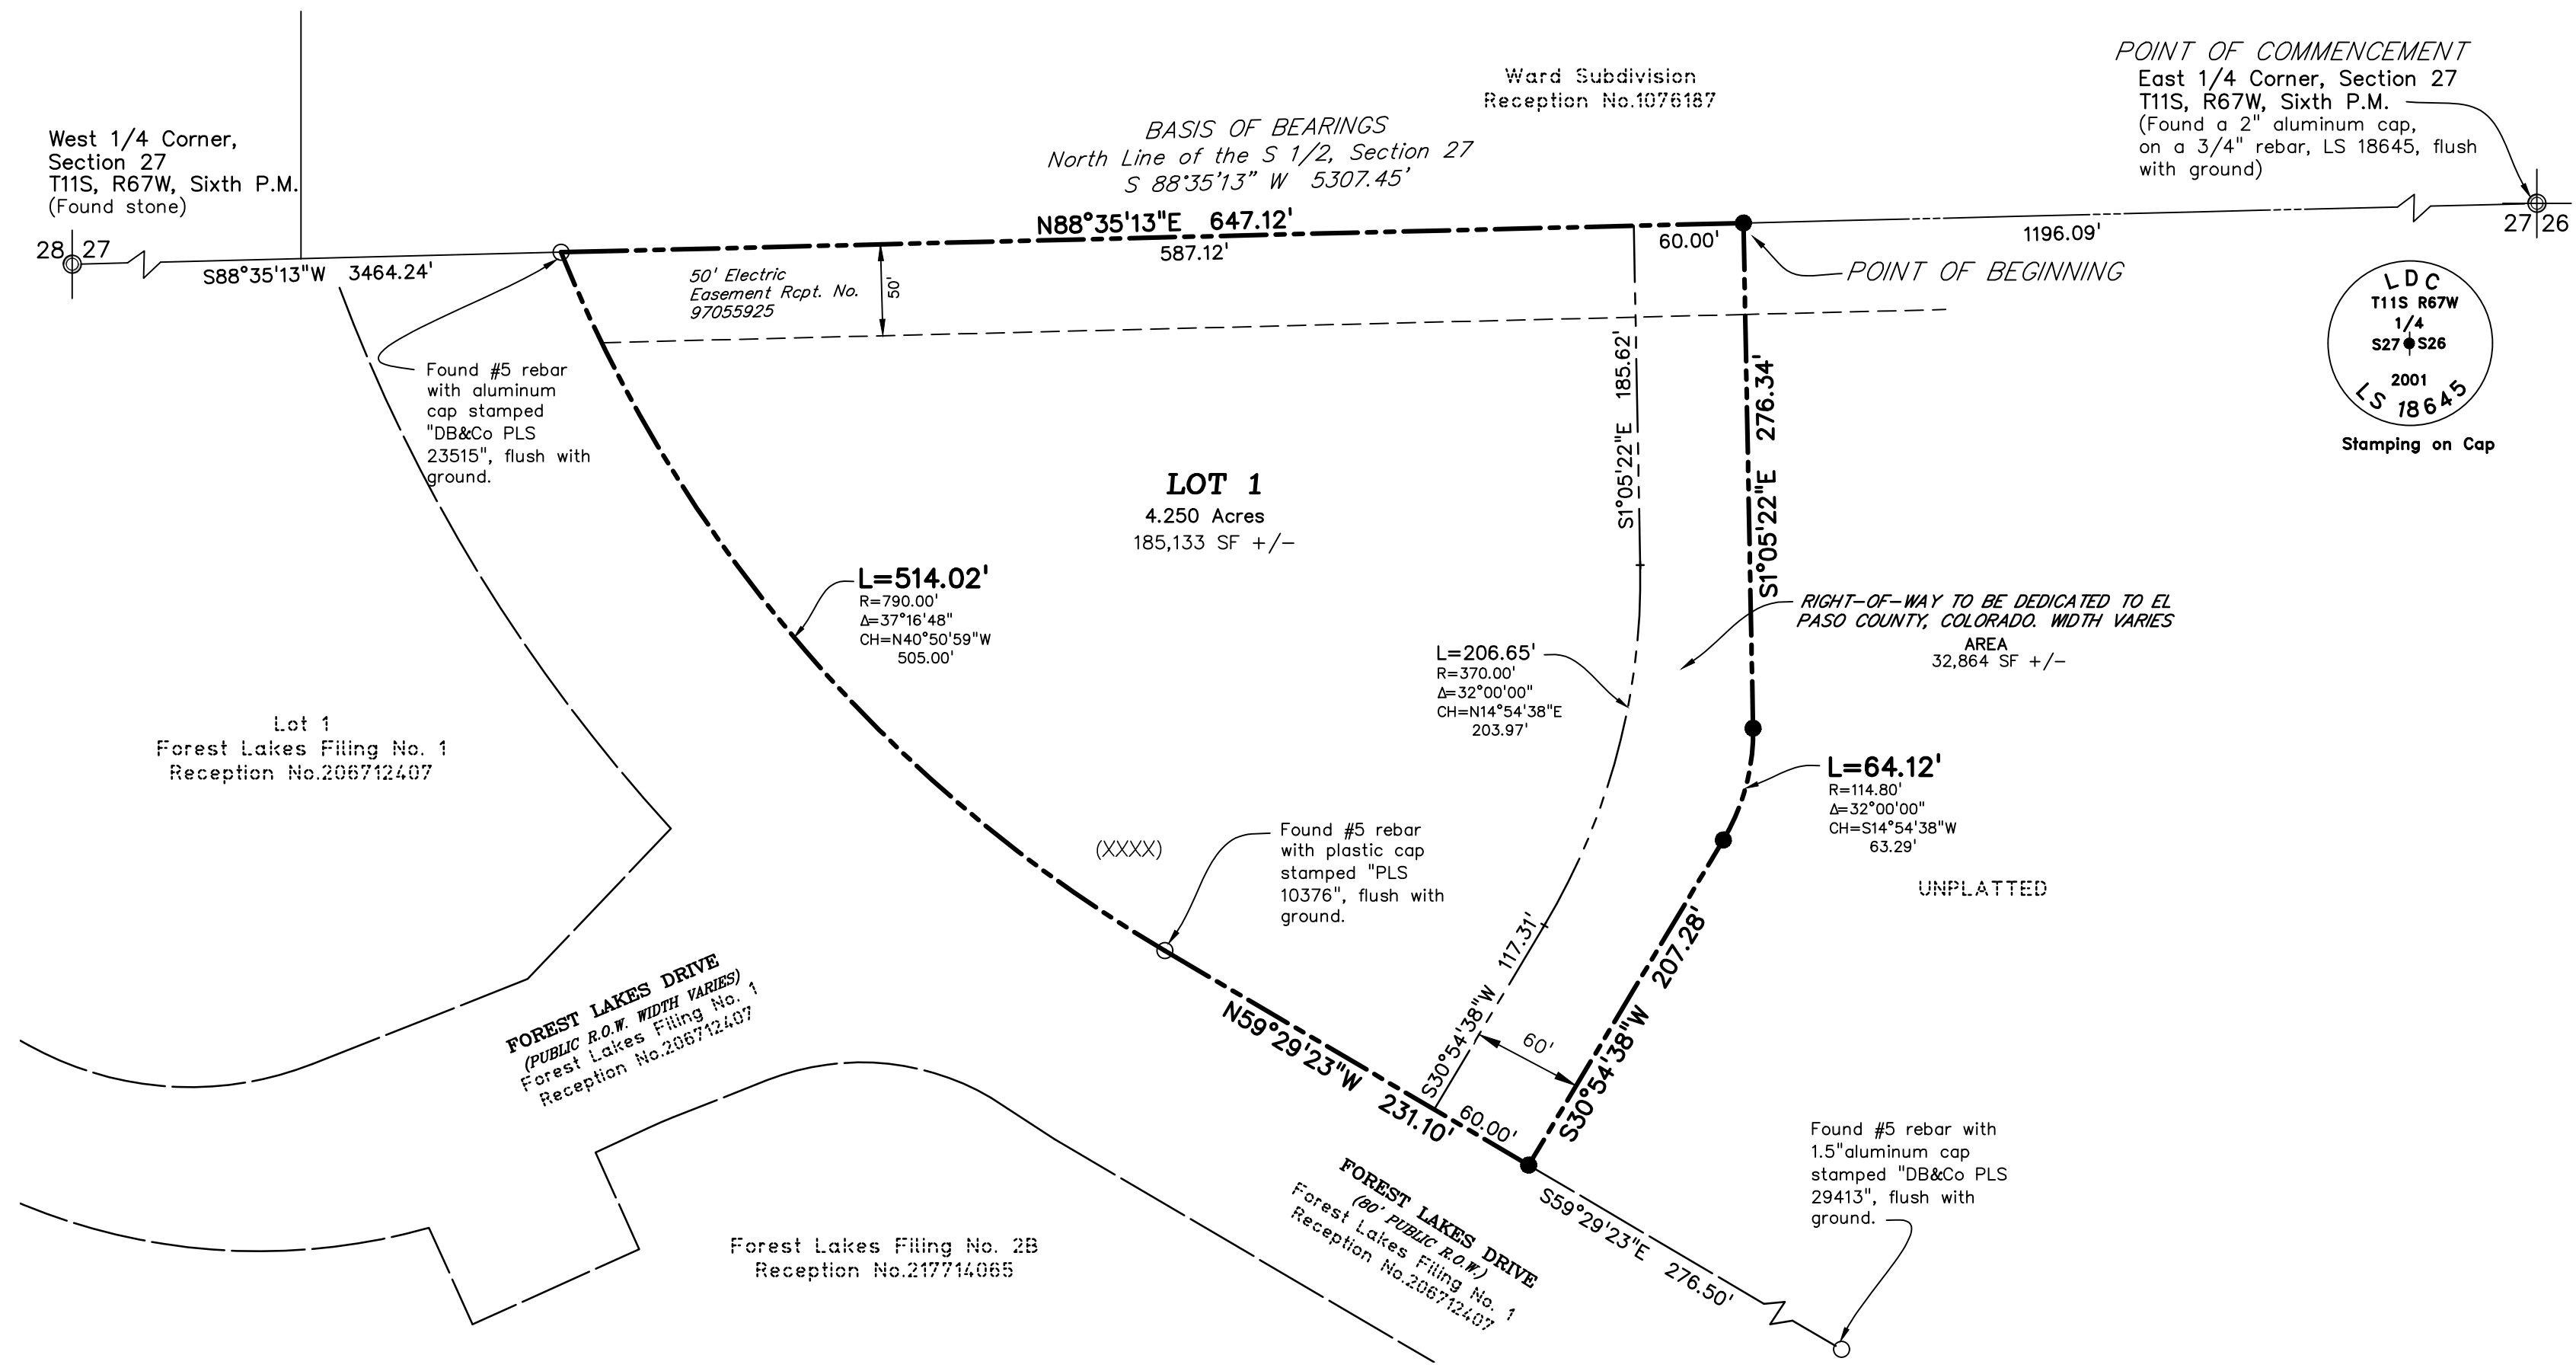 POINT OF COMMENCEMENT
East 1/4 Corner, Section 27
T11S, R67W, Sixth P.M.
(Found a 2" aluminum cap,
on a 3/4" rebar, LS 18645, flush
with ground)
Ward Subdivision
Reception No.1076187
BASIS OF BEARINGS
North Line of the S 1/2, Section 27
S 88°35'13" W 5307.45'
West 1/4 Corner,
Section 27
T11S, R67W, Sixth P.M.
(Found stone)
28 27
S88°35'13"W 3464.24'
N88°35'13"E 647.12'
587.12'
60.00'
1196.09'
27 26
POINT OF BEGINNING
50' Electric
Easement Rcpt. No.
97055925
50'
LDC
T11S R67W
1/4
S27 S26
2001
LS 18645
Stamping on Cap
Found #5 rebar
with aluminum
cap stamped
"DB&Co PLS
23515", flush with
ground.
S1°05'22"E 185.62'
S1°05'22"E 276.34'
LOT 1
4.250 Acres
185,133 SF +/-
L=514.02'
R=790.00'
Δ=37°16'48"
CH=N40°50'59"W
505.00'
RIGHT-OF-WAY TO BE DEDICATED TO EL
PASO COUNTY, COLORADO. WIDTH VARIES
AREA
32,864 SF +/-
L=206.65'
R=370.00'
Δ=32°00'00"
CH=N14°54'38"E
203.97'
Lot 1
Forest Lakes Filing No. 1
Reception No.206712407
L=64.12'
R=114.80'
Δ=32°00'00"
CH=S14°54'38"W
63.29'
(XXXX)
Found #5 rebar
with plastic cap
stamped "PLS
10376", flush with
ground.
UNPLATTED
S30°54'38"W 117.31'
S30°54'38"W 207.28'
60'
N59°29'23"W 231.10'
60.00'
FOREST LAKES DRIVE
(PUBLIC R.O.W. WIDTH VARIES)
Forest Lakes Filing No. 1
Reception No.206712407
Found #5 rebar with
1.5"aluminum cap
stamped "DB&Co PLS
29413", flush with
ground.
FOREST LAKES DRIVE
(80' PUBLIC R.O.W.)
Forest Lakes Filing No. 1
Reception No.206712407
S59°29'23"E 276.50'
Forest Lakes Filing No. 2B
Reception No.217714065